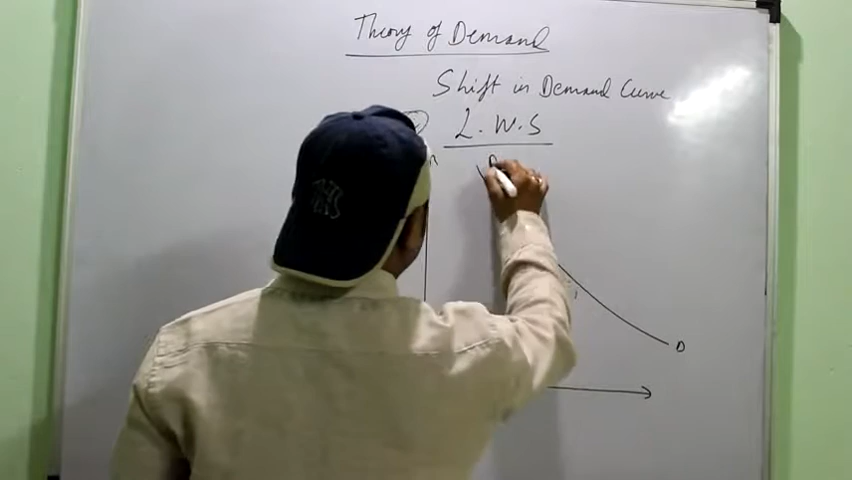 Theory of Demand
Shift in Demand Curve
L.W.S
D
D